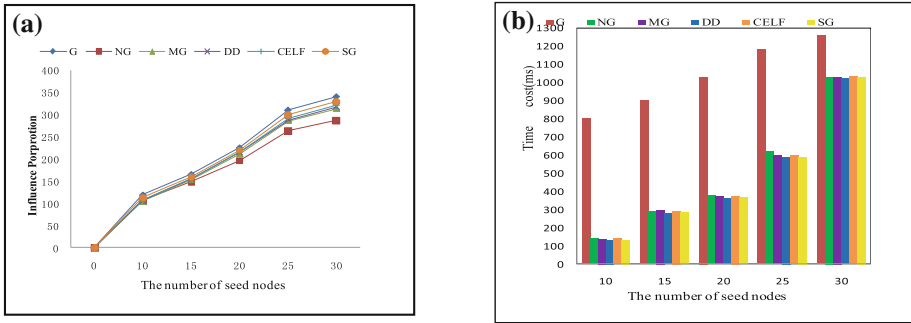 (a)
G NG MG DD CELF SG
400
350
300
250
200
150
100
50
0
Influence Porprotion
0 10 15 20 25 30
The number of seed nodes
(b)
G NG MG DD CELF SG
1300
1200
1100
1000
900
800
700
600
500
400
300
200
100
0
Time cost(ms)
10 15 20 25 30
The number of seed nodes